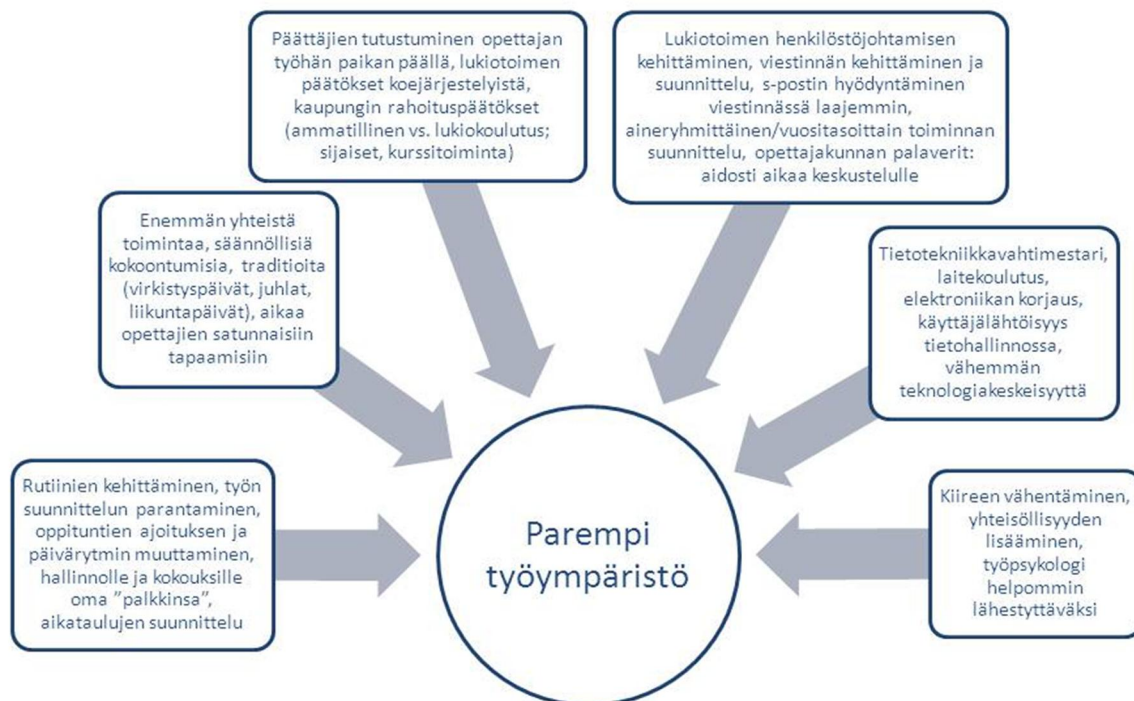 Päättäjien tutustuminen opettajan
työhän paikan päällä, lukiotoimen
päätökset koejärjestelyistä,
kaupungin rahoituspäätökset
(ammatillinen vs. lukiokoulutus;
sijaiset, kurssitoiminta)
Lukiotoimen henkilöstöjohtamisen
kehittäminen, viestinnän kehittäminen ja
suunnittelu, s-postin hyödyntäminen
viestinnässä laajemmin,
aineryhmittäinen/vuositasoittain toiminnan
suunnittelu, opettajakunnan palaverit:
aidosti aikaa keskustelulle
Enemmän yhteistä
toimintaa, säännöllisiä
kokoontumisia, traditioita
(virkistyspäivät, juhlat,
liikuntapäivät), aikaa
opettajien satunnaisiin
tapaamisiin
Tietotekniikkavahtimestari,
laitekoulutus,
elektroniikan korjaus,
käyttäjälähtöisyys
tietohallinnossa,
vähemmän
teknologiakeskeisyyttä
Rutiinien kehittäminen, työn
suunnittelun parantaminen,
oppituntien ajoituksen ja
päivärytmin muuttaminen,
hallinnolle ja kokouksille
oma ”palkkinsa”,
aikataulujen suunnittelu
Parempi
työympäristö
Kiireen vähentäminen,
yhteisöllisyyden
lisääminen,
työpsykologi
helpommin
lähestyttäväksi